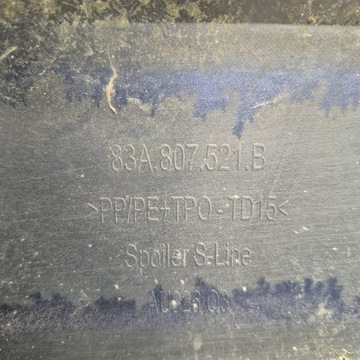 83A.807.521.B
>PP/PE+TPO-TD15<
Spoiler S-Line